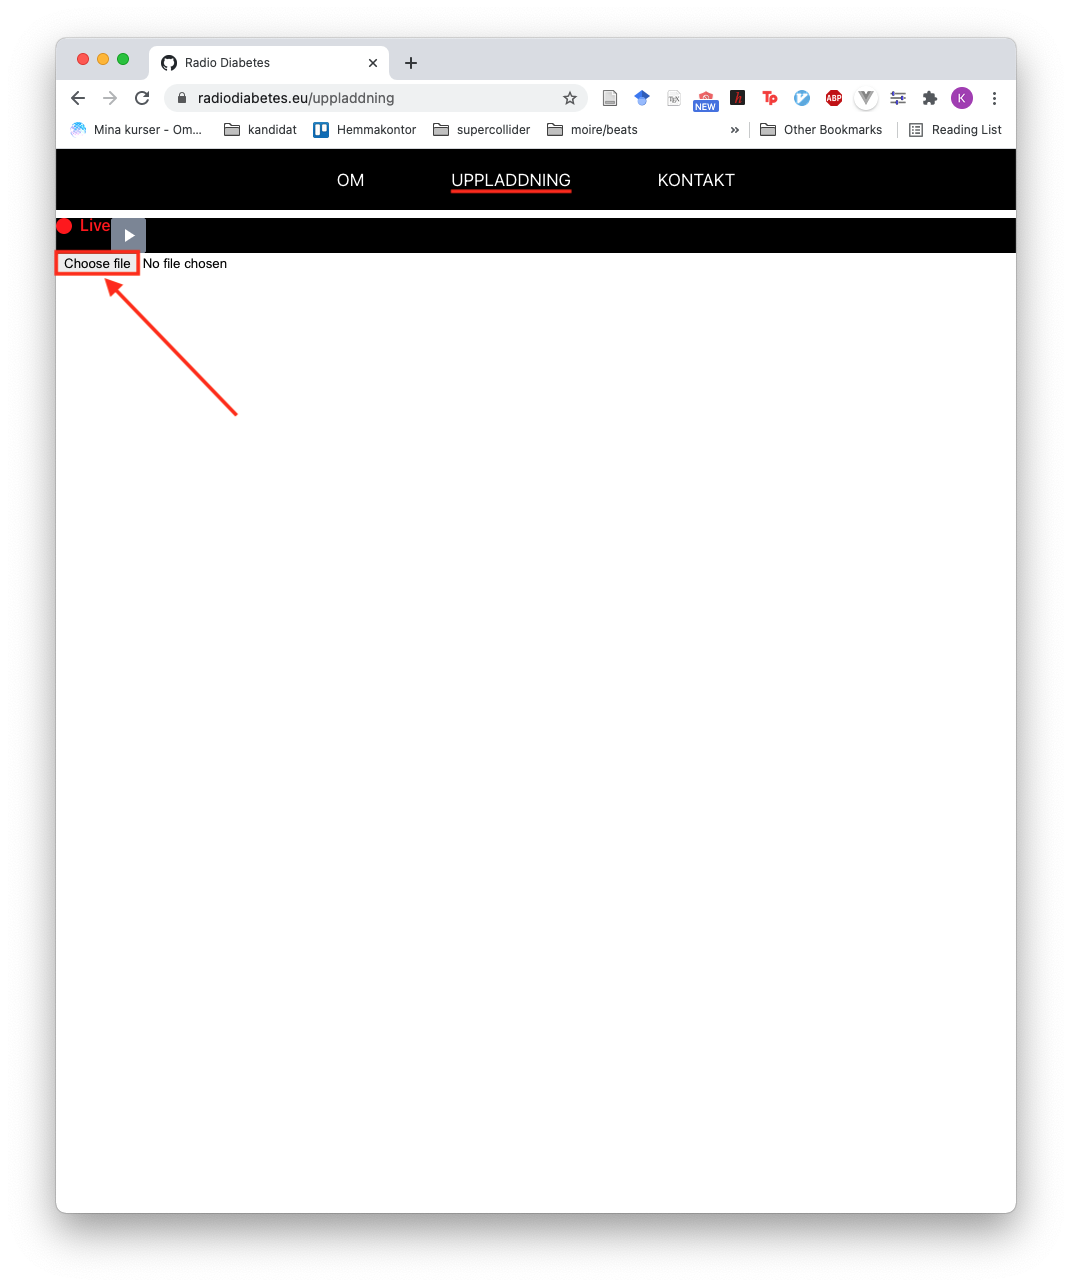 Radio Diabetes
radiodiabetes.eu/uppladdning
NEW
h
Tp
ABP
K
Mina kurser - Om...
kandidat
Hemmakontor
supercollider
moire/beats
»
Other Bookmarks
Reading List
OM
UPPLADDNING
KONTAKT
Live
Choose file No file chosen